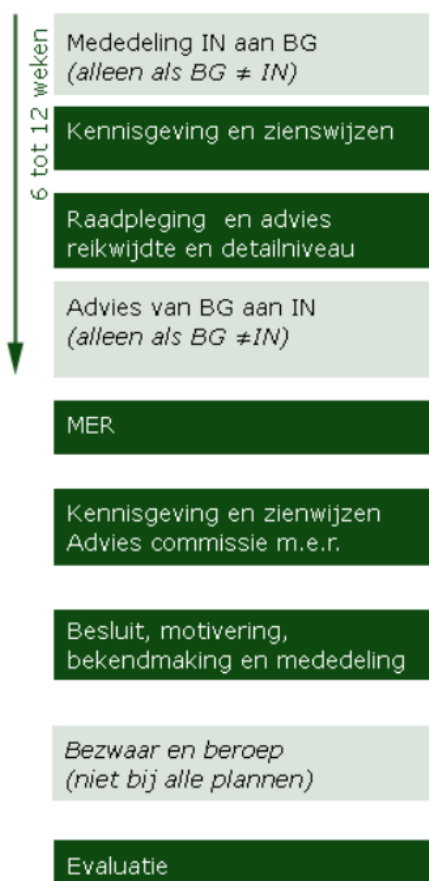 6 tot 12 weken
Mededeling IN aan BG
(alleen als BG ≠ IN)
Kennisgeving en zienswijzen
Raadpleging en advies
reikwijdte en detailniveau
Advies van BG aan IN
(alleen als BG ≠IN)
MER
Kennisgeving en zienwijzen
Advies commissie m.e.r.
Besluit, motivering,
bekendmaking en mededeling
Bezwaar en beroep
(niet bij alle plannen)
Evaluatie